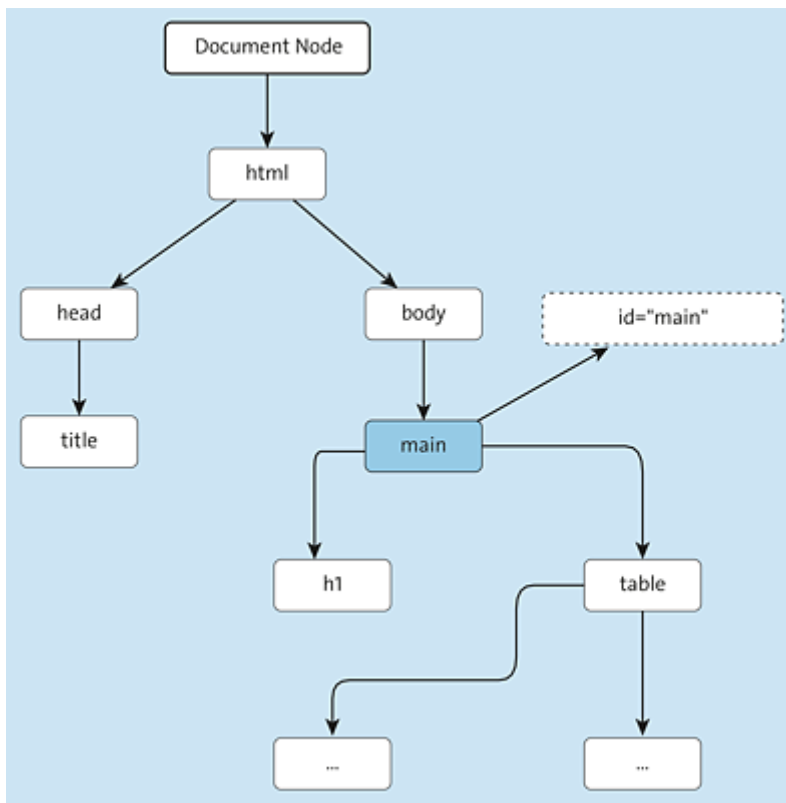 Document Node
html
head
body
id="main"
title
main
h1
table
...
...